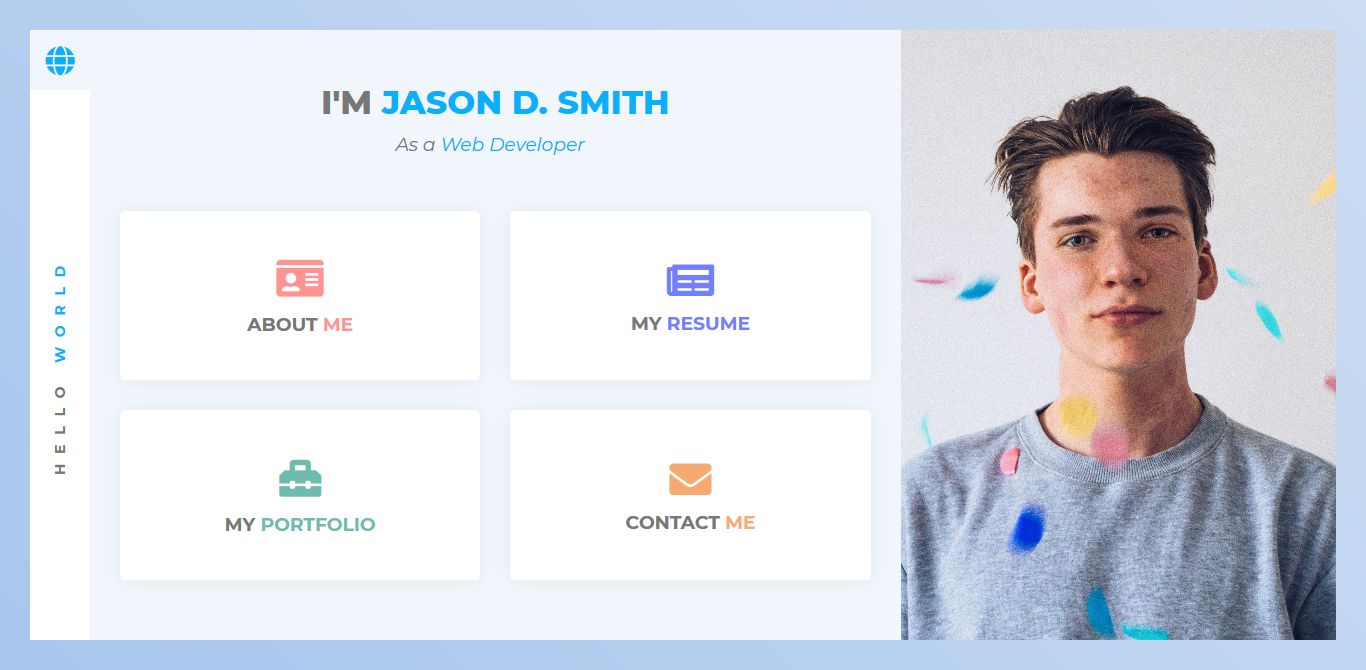 HELLO WORLD
I'M JASON D. SMITH
As a Web Developer
ABOUT ME
MY RESUME
MY PORTFOLIO
CONTACT ME